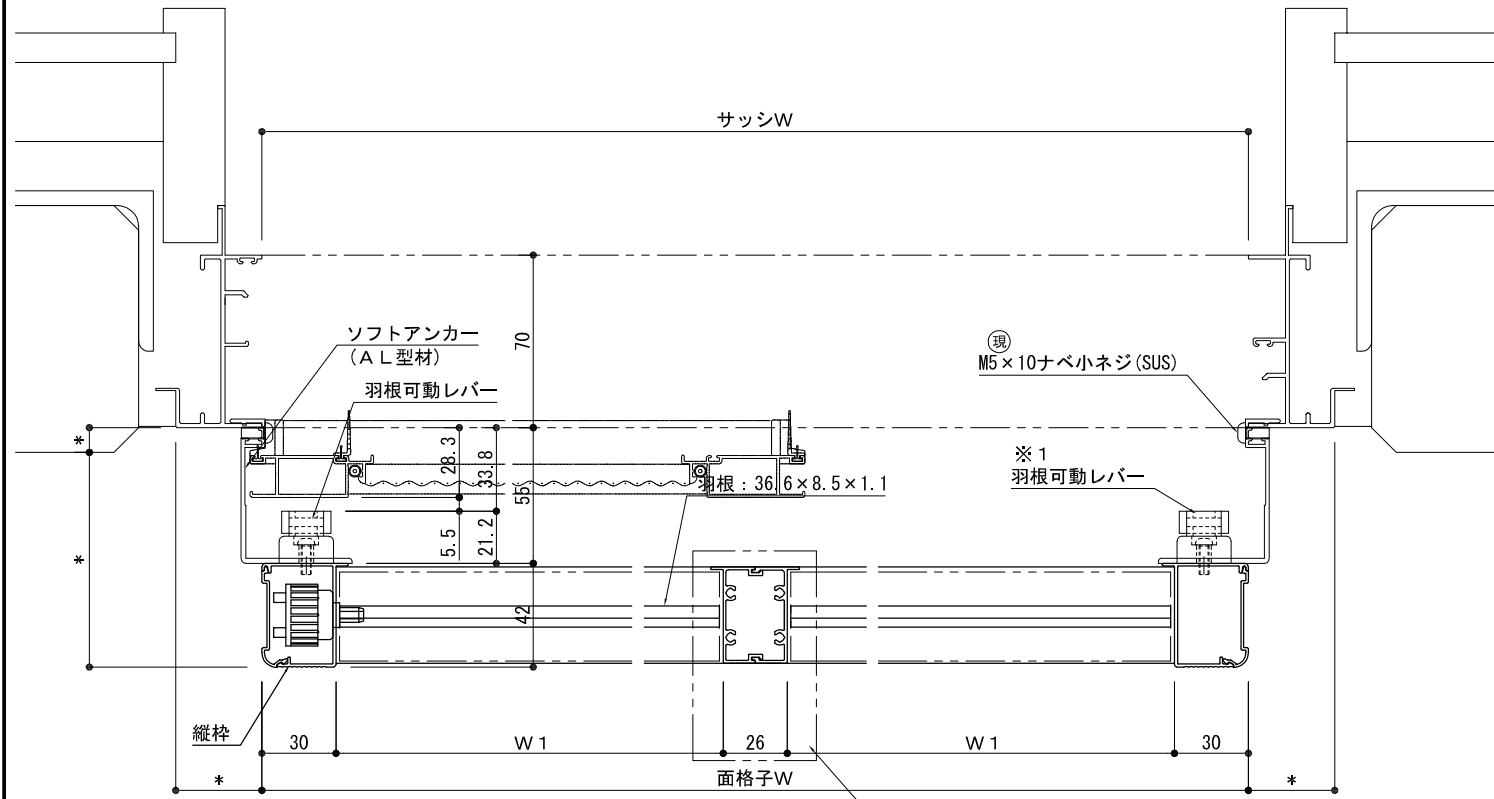 サッシW
ソフトアンカー
(AL型材)
70
現
M5×10ナベ小ネジ(SUS)
羽根可動レバー
*
28.3
33.8
※1
羽根可動レバー
55
羽根:36.6×8.5×1.1
5.5
21.2
*
42
縦枠
30
W1
26
W1
30
*
面格子W
*